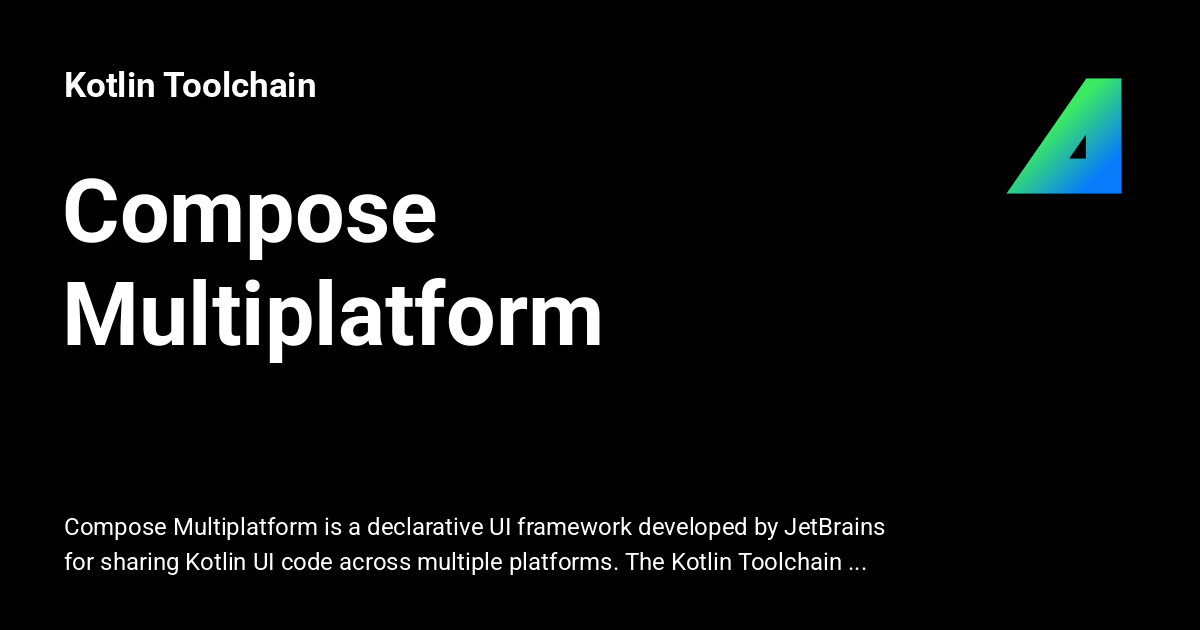 Kotlin Toolchain
Compose
Multiplatform
Compose Multiplatform is a declarative UI framework developed by JetBrains
for sharing Kotlin UI code across multiple platforms. The Kotlin Toolchain ...